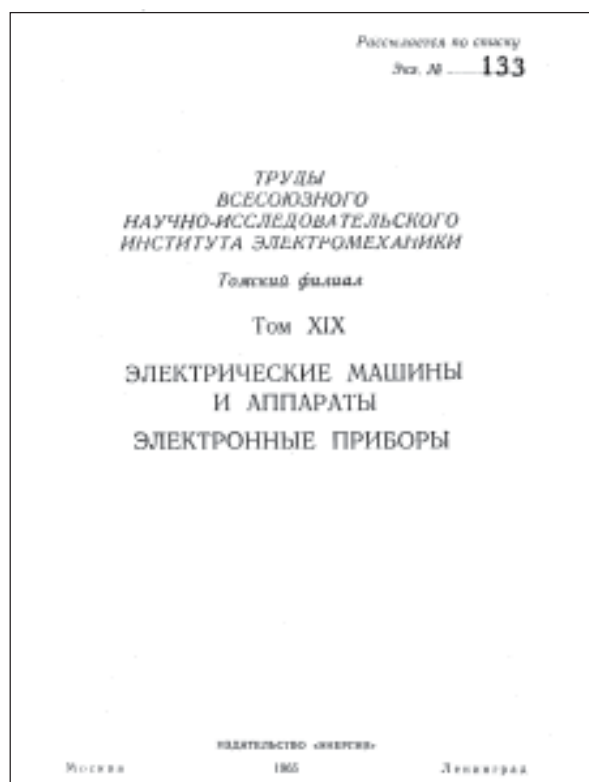 Рассылается по списку
Экз. № 133
ТРУДЫ
ВСЕСОЮЗНОГО
НАУЧНО-ИССЛЕДОВАТЕЛЬСКОГО
ИНСТИТУТА ЭЛЕКТРОМЕХАНИКИ
Томский филиал
Том XIX
ЭЛЕКТРИЧЕСКИЕ МАШИНЫ
И АППАРАТЫ
ЭЛЕКТРОННЫЕ ПРИБОРЫ
ИЗДАТЕЛЬСТВО «ЭНЕРГИЯ»
Москва 1965 Ленинград